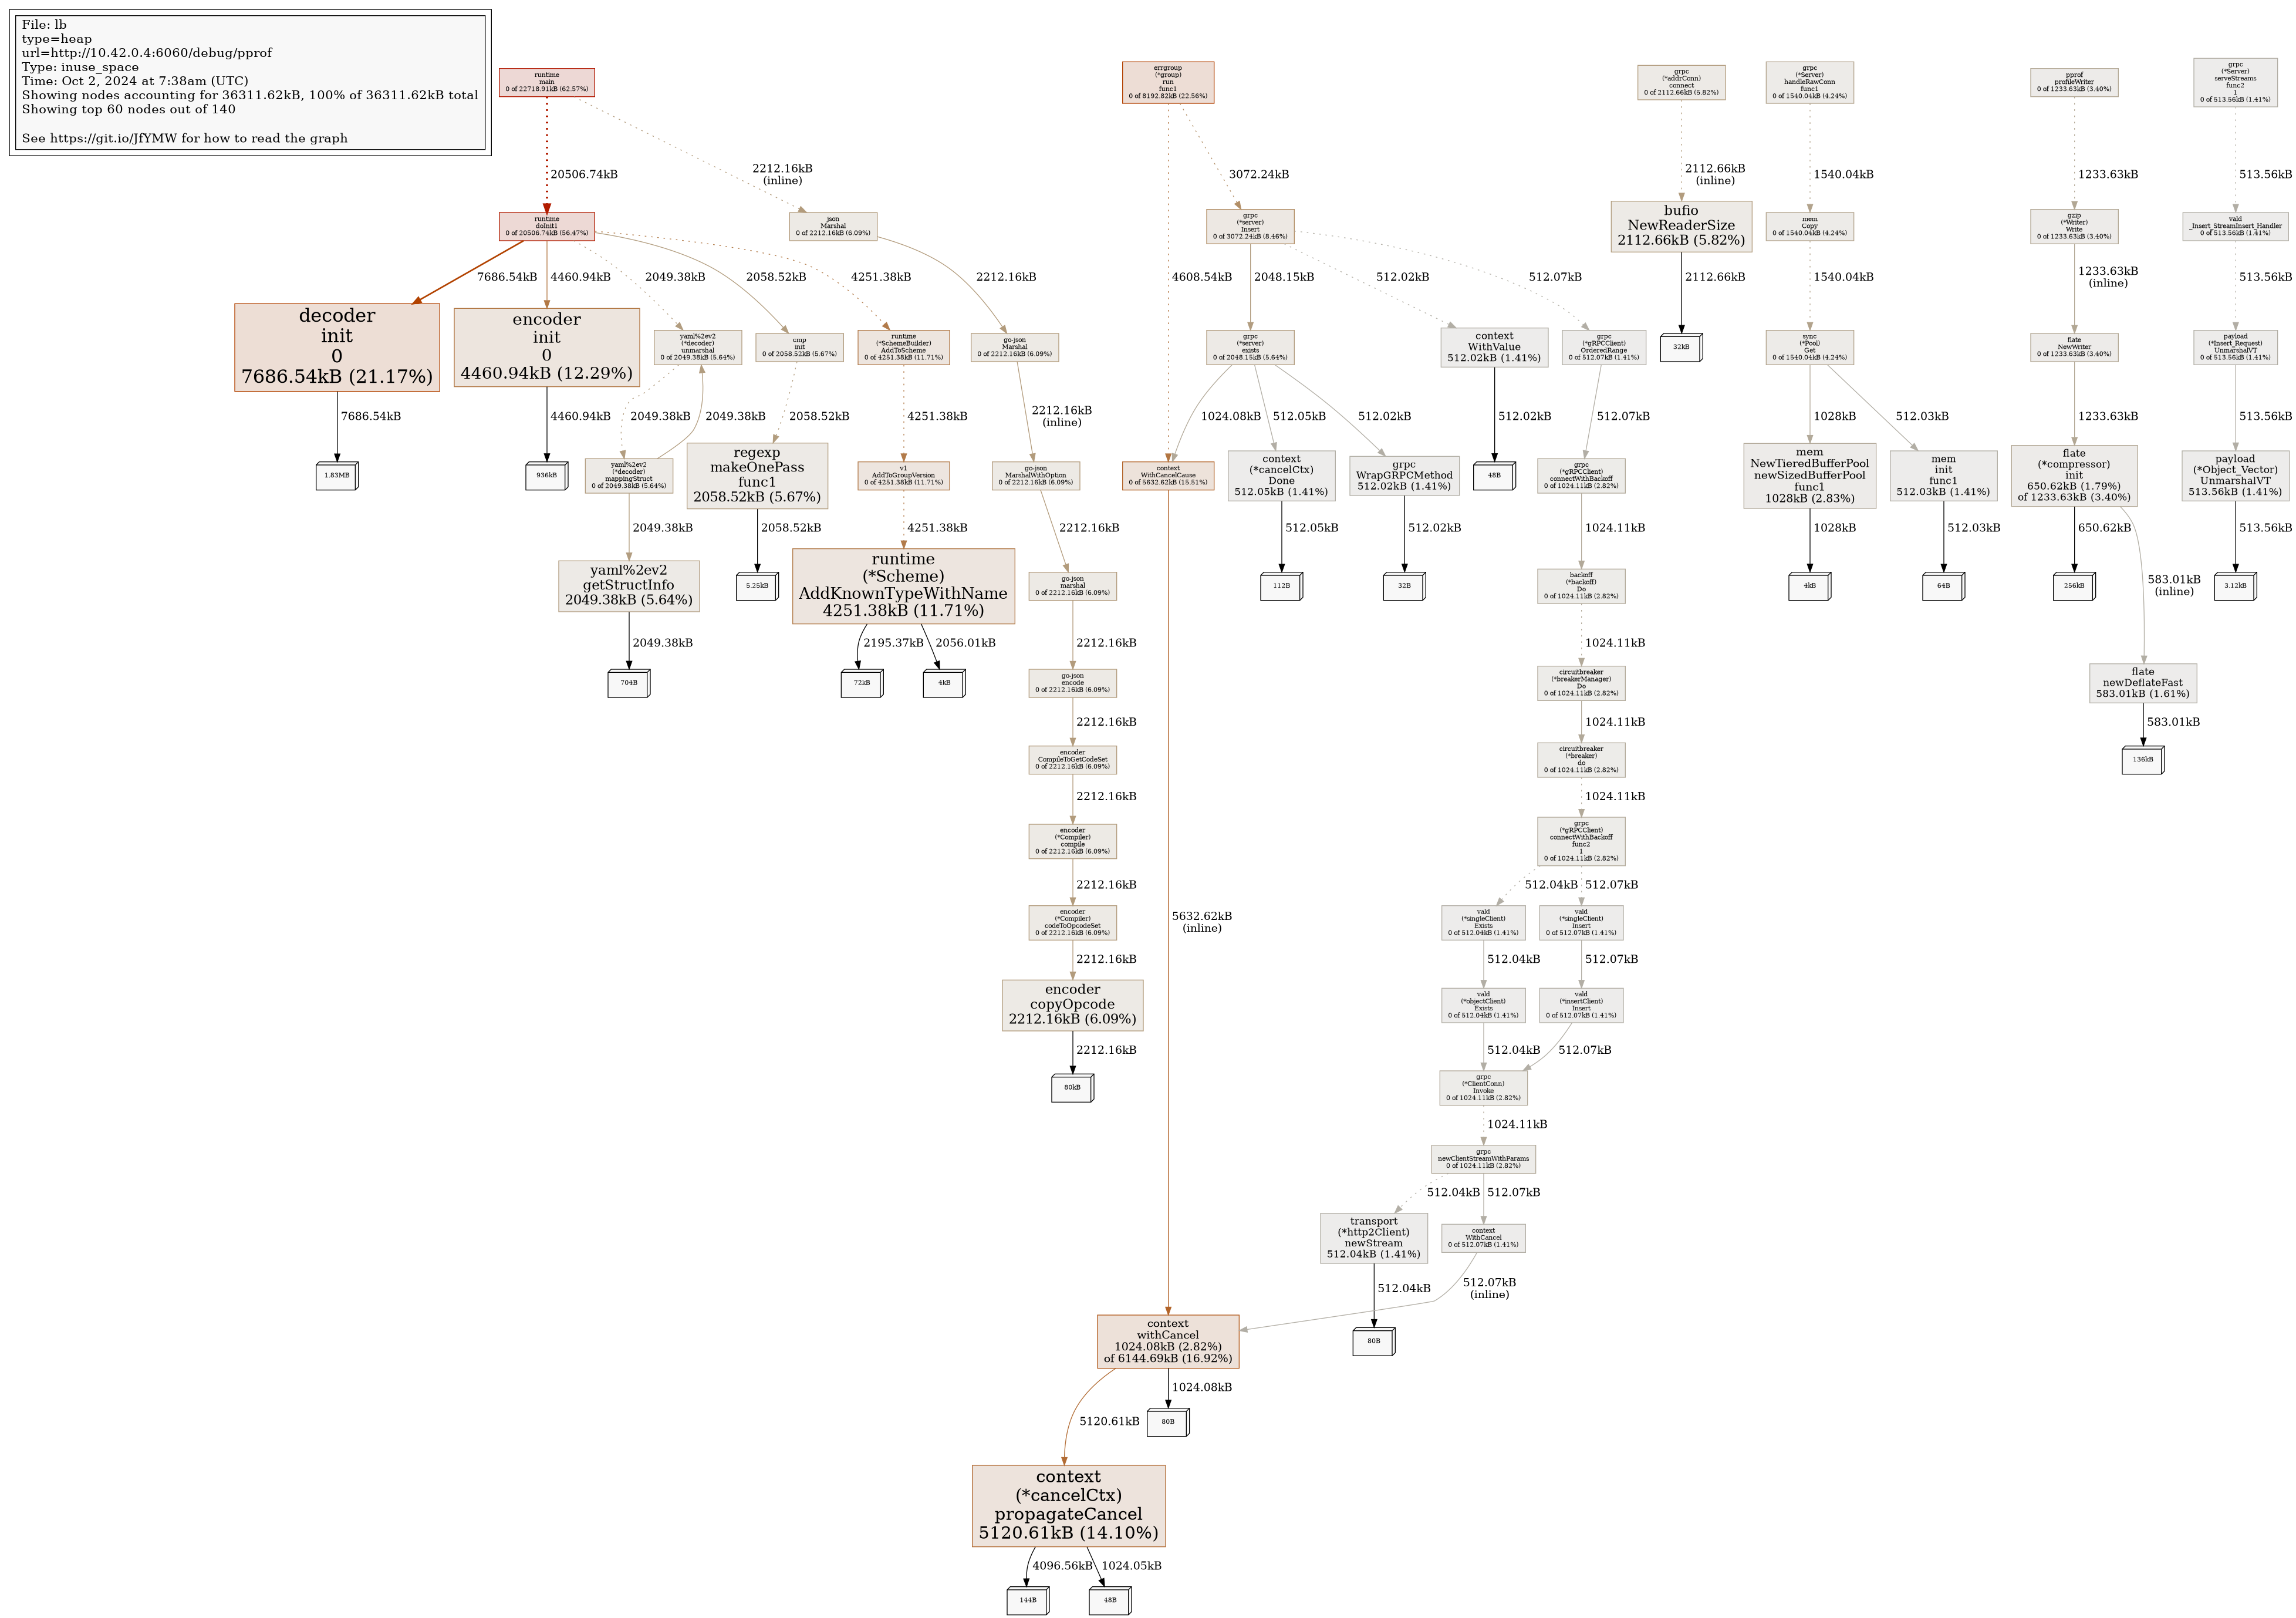 File: lb
type=heap
url=http://10.42.0.4:6060/debug/pprof
Type: inuse_space
Time: Oct 2, 2024 at 7:38am (UTC)
Showing nodes accounting for 36311.62kB, 100% of 36311.62kB total
Showing top 60 nodes out of 140
See https://git.io/JfYMW for how to read the graph
runtime
main
0 of 22718.91kB (62.57%)
20506.74kB
2212.16kB
(inline)
runtime
doInit1
0 of 20506.74kB (56.47%)
json
Marshal
0 of 2212.16kB (6.09%)
7686.54kB
4460.94kB
2049.38kB
2058.52kB
4251.38kB
2212.16kB
decoder
init
0
7686.54kB (21.17%)
7686.54kB
1.83MB
encoder
init
0
4460.94kB (12.29%)
4460.94kB
936kB
yaml%2ev2
(*decoder)
unmarshal
0 of 2049.38kB (5.64%)
2049.38kB
2049.38kB
yaml%2ev2
(*decoder)
mappingStruct
0 of 2049.38kB (5.64%)
2049.38kB
yaml%2ev2
getStructInfo
2049.38kB (5.64%)
2049.38kB
704B
cmp
init
0 of 2058.52kB (5.67%)
2058.52kB
regexp
makeOnePass
func1
2058.52kB (5.67%)
2058.52kB
5.25kB
runtime
(*SchemeBuilder)
AddToScheme
0 of 4251.38kB (11.71%)
4251.38kB
v1
AddToGroupVersion
0 of 4251.38kB (11.71%)
4251.38kB
runtime
(*Scheme)
AddKnownTypeWithName
4251.38kB (11.71%)
2195.37kB
2056.01kB
72kB
4kB
go-json
Marshal
0 of 2212.16kB (6.09%)
2212.16kB
(inline)
go-json
MarshalWithOption
0 of 2212.16kB (6.09%)
2212.16kB
go-json
marshal
0 of 2212.16kB (6.09%)
2212.16kB
go-json
encode
0 of 2212.16kB (6.09%)
2212.16kB
encoder
CompileToGetCodeSet
0 of 2212.16kB (6.09%)
2212.16kB
encoder
(*Compiler)
compile
0 of 2212.16kB (6.09%)
2212.16kB
encoder
(*Compiler)
codeToOpcodeSet
0 of 2212.16kB (6.09%)
2212.16kB
encoder
copyOpcode
2212.16kB (6.09%)
2212.16kB
80kB
errgroup
(*group)
run
func1
0 of 8192.82kB (22.56%)
4608.54kB
3072.24kB
grpc
(*server)
Insert
0 of 3072.24kB (8.46%)
2048.15kB
512.02kB
512.07kB
grpc
(*server)
exists
0 of 2048.15kB (5.64%)
1024.08kB
512.05kB
512.02kB
context
WithCancelCause
0 of 5632.62kB (15.51%)
5632.62kB
(inline)
context
(*cancelCtx)
Done
512.05kB (1.41%)
512.05kB
112B
grpc
WrapGRPCMethod
512.02kB (1.41%)
512.02kB
32B
context
WithValue
512.02kB (1.41%)
512.02kB
48B
grpc
(*gRPCClient)
OrderedRange
0 of 512.07kB (1.41%)
512.07kB
grpc
(*gRPCClient)
connectWithBackoff
0 of 1024.11kB (2.82%)
1024.11kB
backoff
(*backoff)
Do
0 of 1024.11kB (2.82%)
1024.11kB
circuitbreaker
(*breakerManager)
Do
0 of 1024.11kB (2.82%)
1024.11kB
circuitbreaker
(*breaker)
do
0 of 1024.11kB (2.82%)
1024.11kB
grpc
(*gRPCClient)
connectWithBackoff
func2
1
0 of 1024.11kB (2.82%)
512.04kB
512.07kB
vald
(*singleClient)
Exists
0 of 512.04kB (1.41%)
512.04kB
vald
(*singleClient)
Insert
0 of 512.07kB (1.41%)
512.07kB
vald
(*objectClient)
Exists
0 of 512.04kB (1.41%)
512.04kB
vald
(*insertClient)
Insert
0 of 512.07kB (1.41%)
512.07kB
grpc
(*ClientConn)
Invoke
0 of 1024.11kB (2.82%)
1024.11kB
grpc
newClientStreamWithParams
0 of 1024.11kB (2.82%)
512.04kB
512.07kB
transport
(*http2Client)
newStream
512.04kB (1.41%)
512.04kB
80B
context
WithCancel
0 of 512.07kB (1.41%)
512.07kB
(inline)
context
withCancel
1024.08kB (2.82%)
of 6144.69kB (16.92%)
5120.61kB
1024.08kB
80B
context
(*cancelCtx)
propagateCancel
5120.61kB (14.10%)
4096.56kB
1024.05kB
144B
48B
grpc
(*addrConn)
connect
0 of 2112.66kB (5.82%)
2112.66kB
(inline)
bufio
NewReaderSize
2112.66kB (5.82%)
2112.66kB
32kB
grpc
(*Server)
handleRawConn
func1
0 of 1540.04kB (4.24%)
1540.04kB
mem
Copy
0 of 1540.04kB (4.24%)
1540.04kB
sync
(*Pool)
Get
0 of 1540.04kB (4.24%)
1028kB
512.03kB
mem
NewTieredBufferPool
newSizedBufferPool
func1
1028kB (2.83%)
1028kB
4kB
mem
init
func1
512.03kB (1.41%)
512.03kB
64B
pprof
profileWriter
0 of 1233.63kB (3.40%)
1233.63kB
gzip
(*Writer)
Write
0 of 1233.63kB (3.40%)
1233.63kB
(inline)
flate
NewWriter
0 of 1233.63kB (3.40%)
1233.63kB
flate
(*compressor)
init
650.62kB (1.79%)
of 1233.63kB (3.40%)
650.62kB
583.01kB
(inline)
256kB
flate
newDeflateFast
583.01kB (1.61%)
583.01kB
136kB
grpc
(*Server)
serveStreams
func2
1
0 of 513.56kB (1.41%)
513.56kB
vald
_Insert_StreamInsert_Handler
0 of 513.56kB (1.41%)
513.56kB
payload
(*Insert_Request)
UnmarshalVT
0 of 513.56kB (1.41%)
513.56kB
payload
(*Object_Vector)
UnmarshalVT
513.56kB (1.41%)
513.56kB
3.12kB